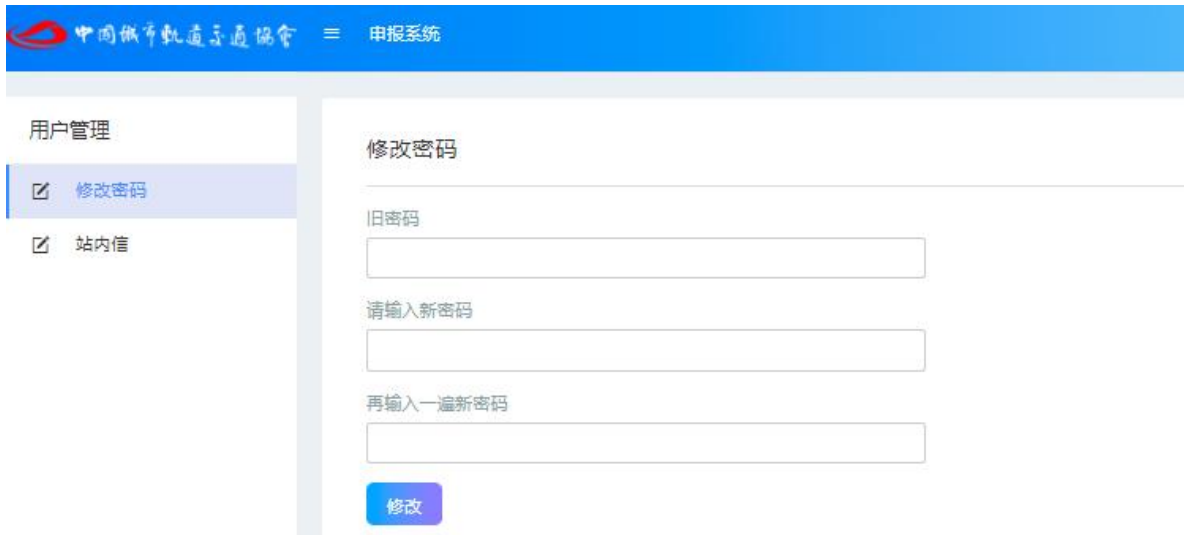 中国城市轨道交通协会 申报系统
用户管理
修改密码
站内信
修改密码
旧密码
请输入新密码
再输入一遍新密码
修改